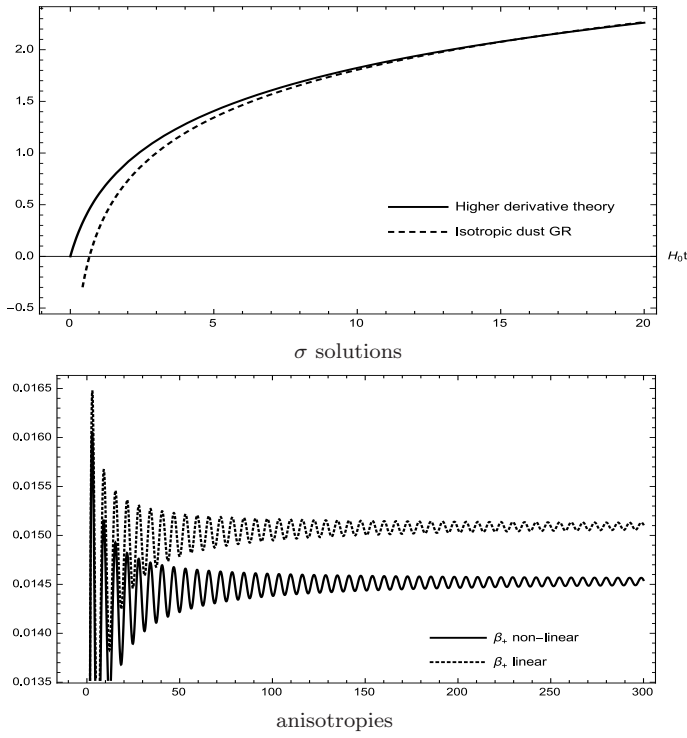 2.0
1.5
1.0
0.5
0.0
−0.5
Higher derivative theory
Isotropic dust GR
H₀t
0 5 10 15 20
σ solutions
0.0165
0.0160
0.0155
0.0150
0.0145
0.0140
0.0135
β₊ non−linear
β₊ linear
0 50 100 150 200 250 300
anisotropies